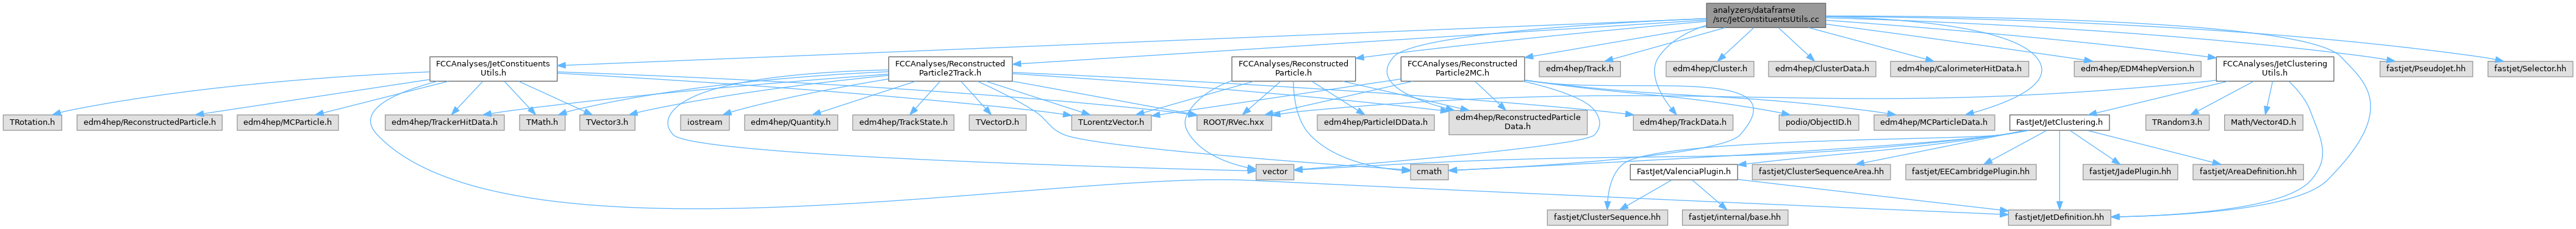 analyzers/dataframe
/src/JetConstituentsUtils.cc
FCCAnalyses/JetConstituents
Utils.h
FCCAnalyses/Reconstructed
Particle2Track.h
FCCAnalyses/Reconstructed
Particle.h
FCCAnalyses/Reconstructed
Particle2MC.h
edm4hep/Track.h
edm4hep/Cluster.h
edm4hep/ClusterData.h
edm4hep/CalorimeterHitData.h
edm4hep/EDM4hepVersion.h
FCCAnalyses/JetClustering
Utils.h
fastjet/PseudoJet.hh
fastjet/Selector.hh
TRotation.h
edm4hep/ReconstructedParticle.h
edm4hep/MCParticle.h
edm4hep/TrackerHitData.h
TMath.h
TVector3.h
iostream
edm4hep/Quantity.h
edm4hep/TrackState.h
TVectorD.h
TLorentzVector.h
ROOT/RVec.hxx
edm4hep/ParticleIDData.h
edm4hep/ReconstructedParticle
Data.h
edm4hep/TrackData.h
podio/ObjectID.h
edm4hep/MCParticleData.h
FastJet/JetClustering.h
TRandom3.h
Math/Vector4D.h
vector
cmath
FastJet/ValenciaPlugin.h
fastjet/ClusterSequenceArea.hh
fastjet/EECambridgePlugin.hh
fastjet/JadePlugin.hh
fastjet/AreaDefinition.hh
fastjet/ClusterSequence.hh
fastjet/internal/base.hh
fastjet/JetDefinition.hh